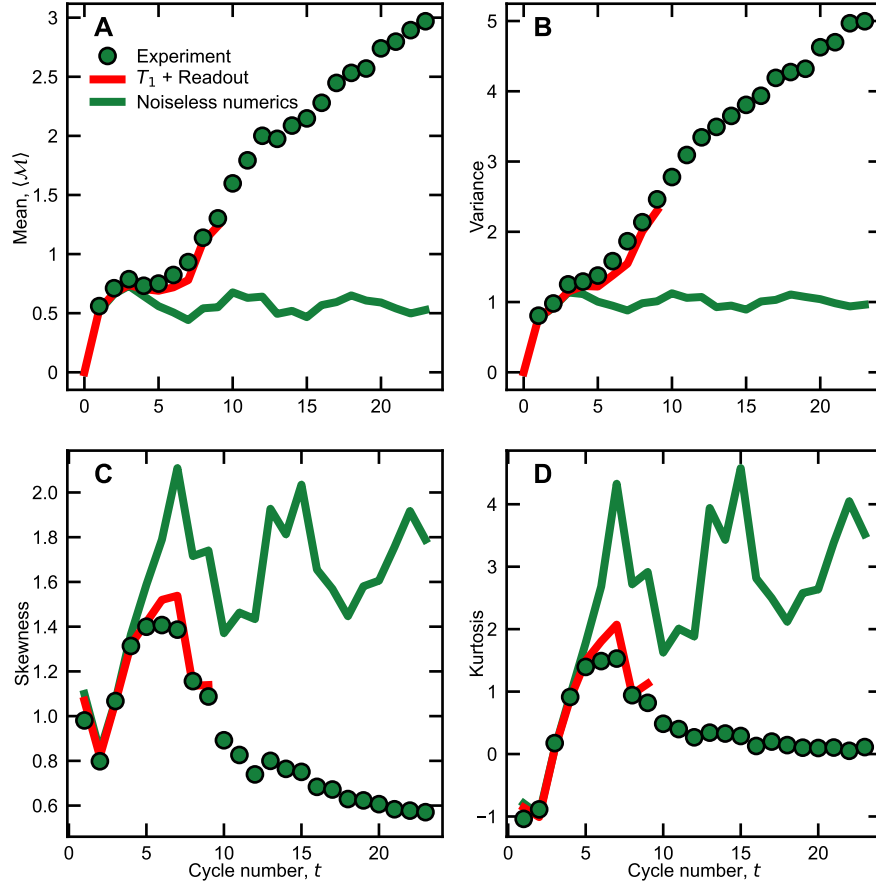 A
Experiment
T1 + Readout
Noiseless numerics
Mean, ⟨ℳ⟩
3
2.5
2
1.5
1
0.5
0
0 5 10 15 20
B
Variance
5
4
3
2
1
0
0 5 10 15 20
C
Skewness
2.0
1.8
1.6
1.4
1.2
1.0
0.8
0.6
0 5 10 15 20
Cycle number, t
D
Kurtosis
5
4
3
2
1
0
−1
0 5 10 15 20
Cycle number, t